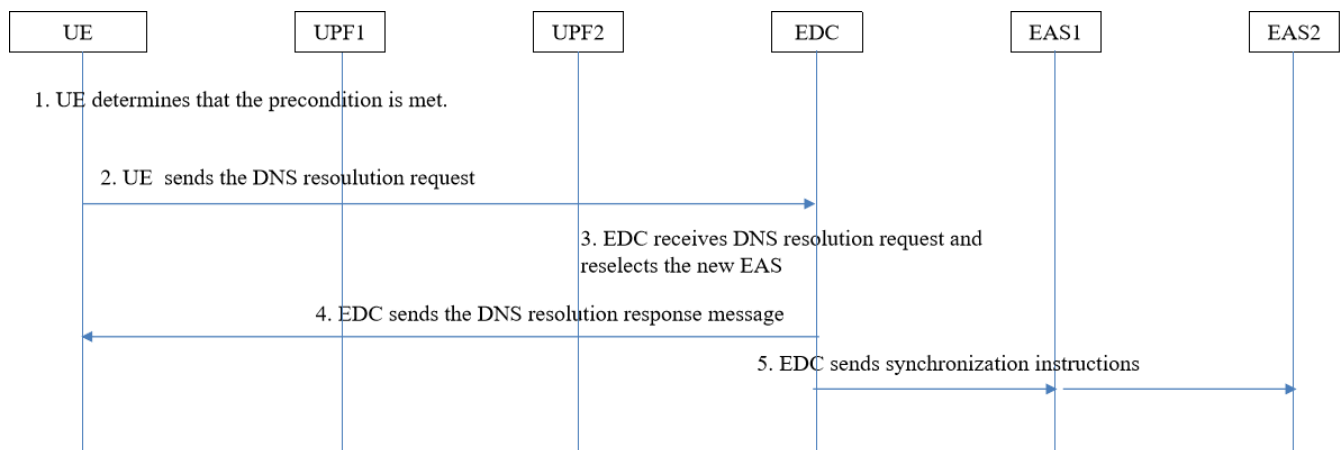 UE UPF1 UPF2 EDC EAS1 EAS2
1. UE determines that the precondition is met.
2. UE sends the DNS resoulution request
3. EDC receives DNS resolution request and
reselects the new EAS
4. EDC sends the DNS resolution response message
5. EDC sends synchronization instructions